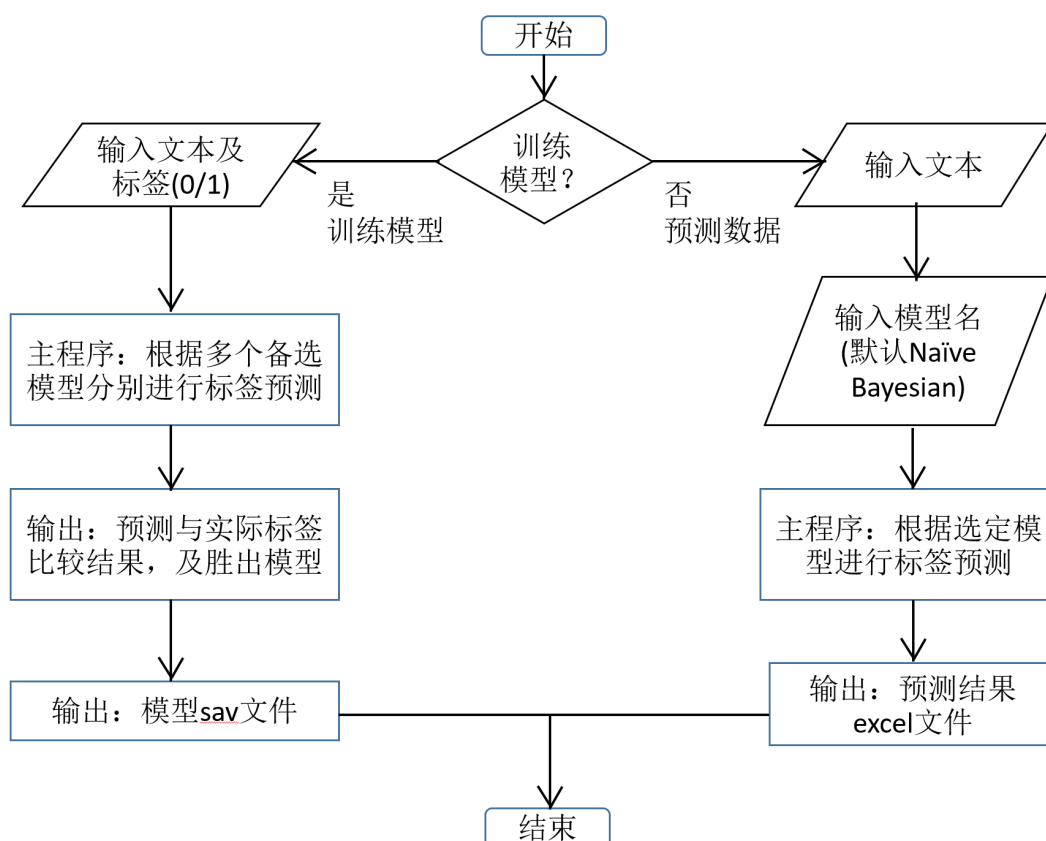 开始
训练
模型？
输入文本及
标签(0/1)
是
训练模型
否
预测数据
输入文本
主程序：根据多个备选
模型分别进行标签预测
输出：预测与实际标签
比较结果，及胜出模型
输出：模型sav文件
输入模型名
(默认Naïve
Bayesian)
主程序：根据选定模
型进行标签预测
输出：预测结果
excel文件
结束